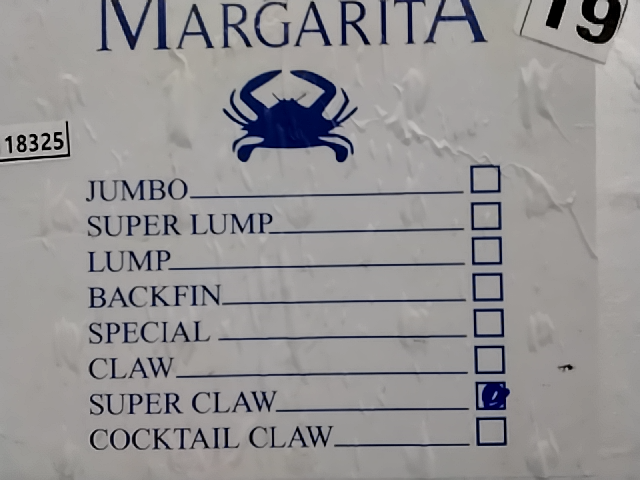 MARGARITA
19
18325
JUMBO
SUPER LUMP
LUMP
BACKFIN
SPECIAL
CLAW
SUPER CLAW
COCKTAIL CLAW